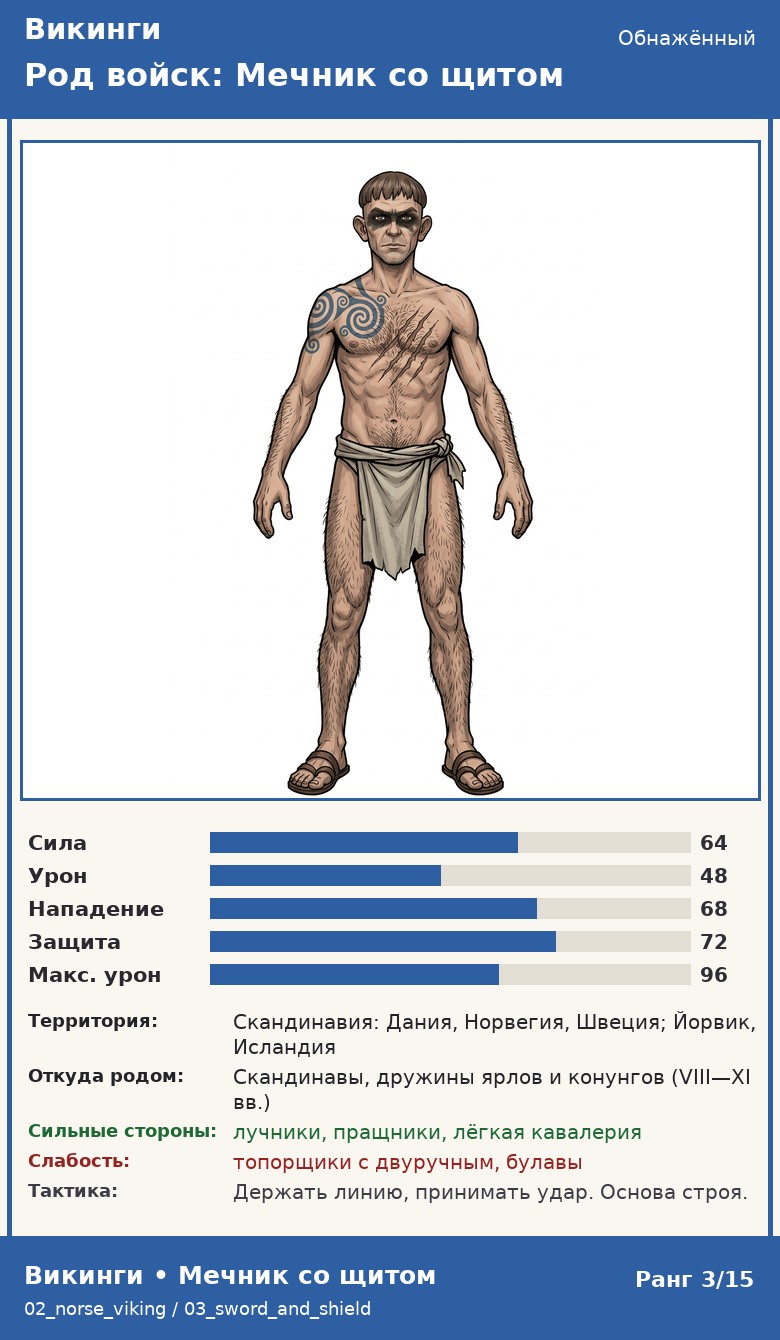 Викинги
Обнажённый
Род войск: Мечник со щитом
Сила 64
Урон 48
Нападение 68
Защита 72
Макс. урон 96
Территория: Скандинавия: Дания, Норвегия, Швеция; Йорвик,
Исландия
Откуда родом: Скандинавы, дружины ярлов и конунгов (VIII—XI
вв.)
Сильные стороны: лучники, пращники, лёгкая кавалерия
Слабость: топорщики с двуручным, булавы
Тактика: Держать линию, принимать удар. Основа строя.
Викинги • Мечник со щитом
Ранг 3/15
02_norse_viking / 03_sword_and_shield